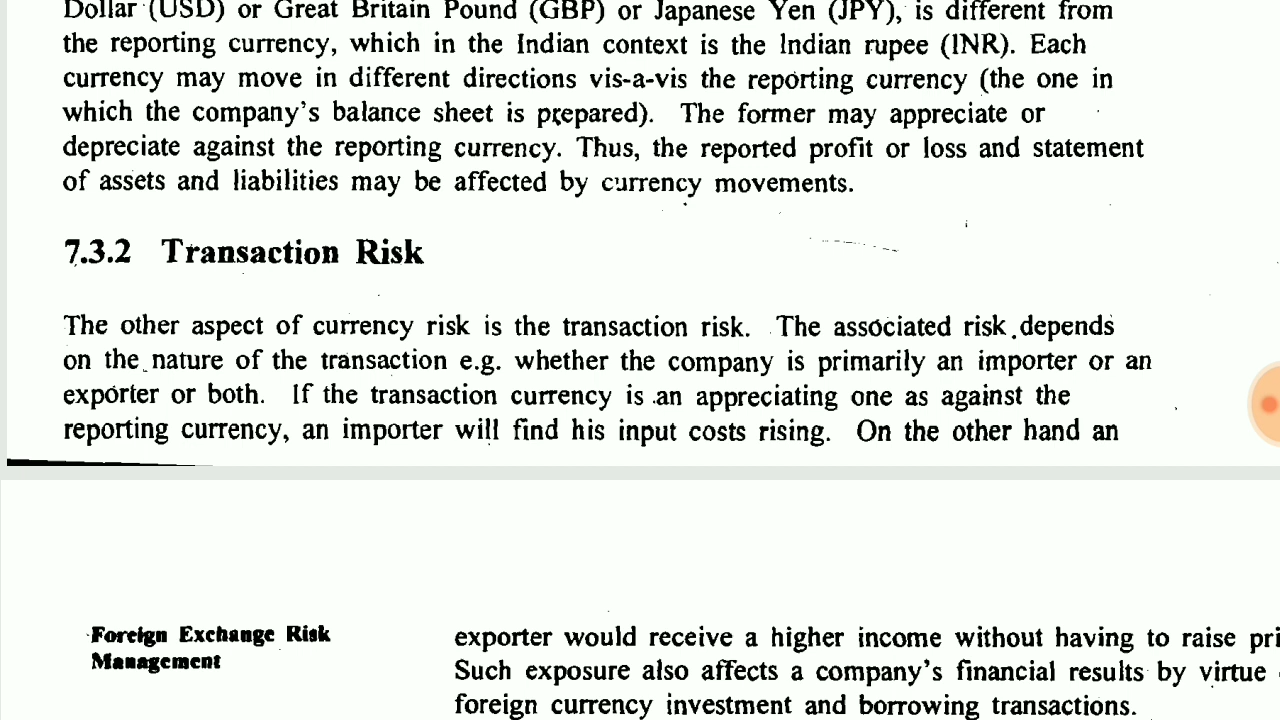 Dollar (USD) or Great Britain Pound (GBP) or Japanese Yen (JPY), is different from
the reporting currency, which in the Indian context is the Indian rupee (INR). Each
currency may move in different directions vis-a-vis the reporting currency (the one in
which the company's balance sheet is prepared). The former may appreciate or
depreciate against the reporting currency. Thus, the reported profit or loss and statement
of assets and liabilities may be affected by currency movements.
7.3.2 Transaction Risk
The other aspect of currency risk is the transaction risk. The associated risk depends
on the nature of the transaction e.g. whether the company is primarily an importer or an
exporter or both. If the transaction currency is an appreciating one as against the
reporting currency, an importer will find his input costs rising. On the other hand an
Foreign Exchange Risk
Management
exporter would receive a higher income without having to raise
Such exposure also affects a company's financial results by virtue
foreign currency investment and borrowing transactions.